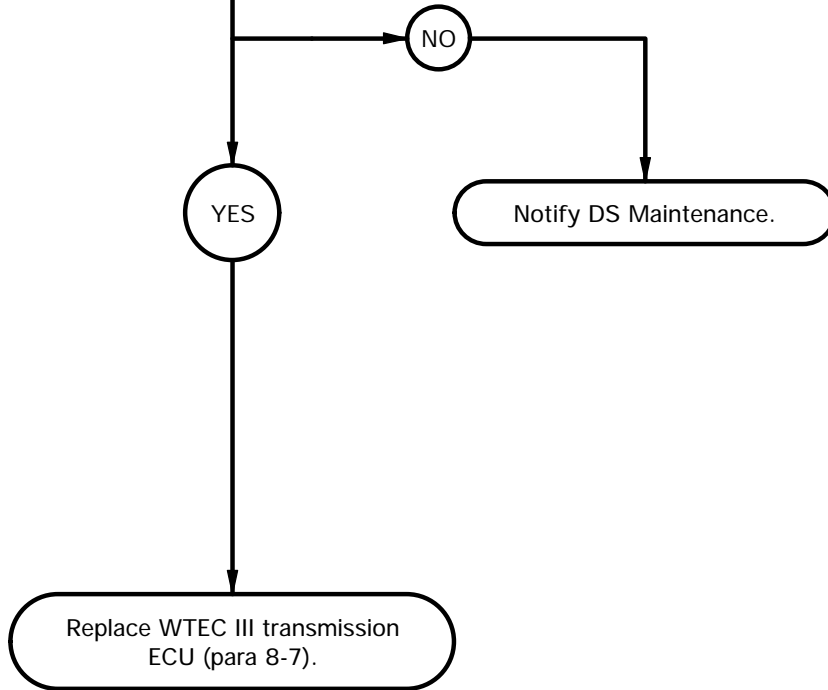 NO
YES
Notify DS Maintenance.
Replace WTEC III transmission
ECU (para 8-7).